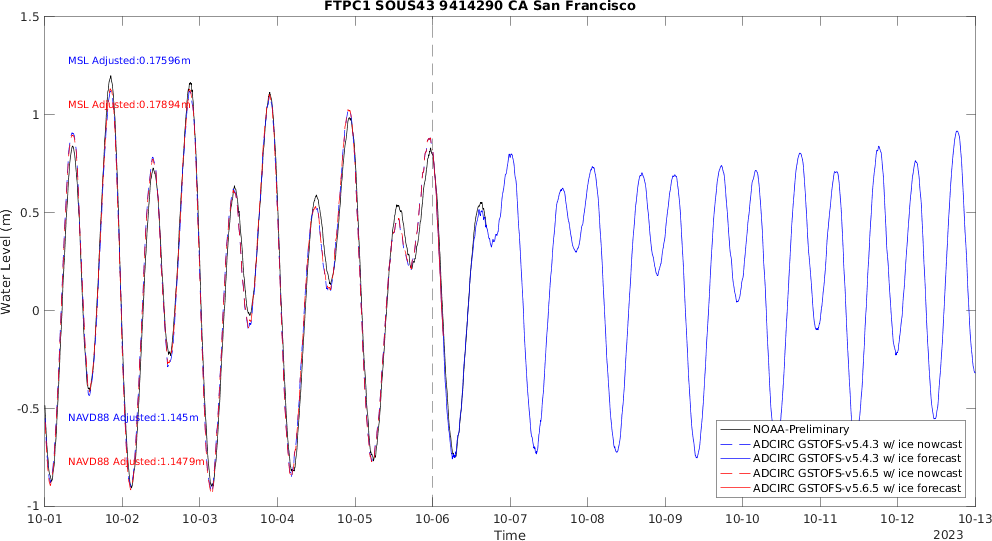 FTPC1 SOUS43 9414290 CA San Francisco
1.5
MSL Adjusted:0.17596m
MSL Adjusted:0.17894m
1
0.5
Water Level (m)
0
-0.5
NAVD88 Adjusted:1.145m
NAVD88 Adjusted:1.1479m
-1
NOAA-Preliminary
ADCIRC GSTOFS-v5.4.3 w/ ice nowcast
ADCIRC GSTOFS-v5.4.3 w/ ice forecast
ADCIRC GSTOFS-v5.6.5 w/ ice nowcast
ADCIRC GSTOFS-v5.6.5 w/ ice forecast
10-01 10-02 10-03 10-04 10-05 10-06 10-07 10-08 10-09 10-10 10-11 10-12 10-13
Time
2023